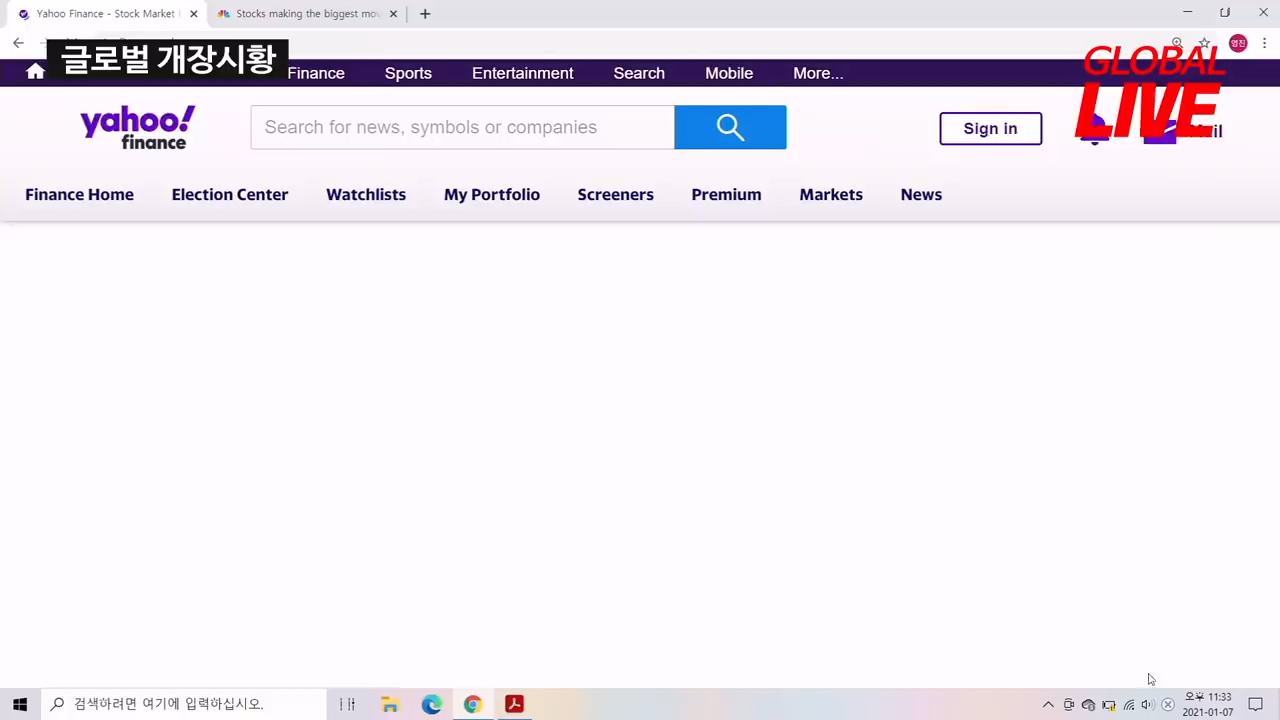 Yahoo Finance - Stock Market
Stocks making the biggest mov
글로벌 개장시황
Finance
Sports
Entertainment
Search
Mobile
More...
영진
GLOBAL
LIVE
yahoo!
finance
Search for news, symbols or companies
Sign in
Finance Home
Election Center
Watchlists
My Portfolio
Screeners
Premium
Markets
News
검색하려면 여기에 입력하십시오.
오후 11:33
2021-01-07